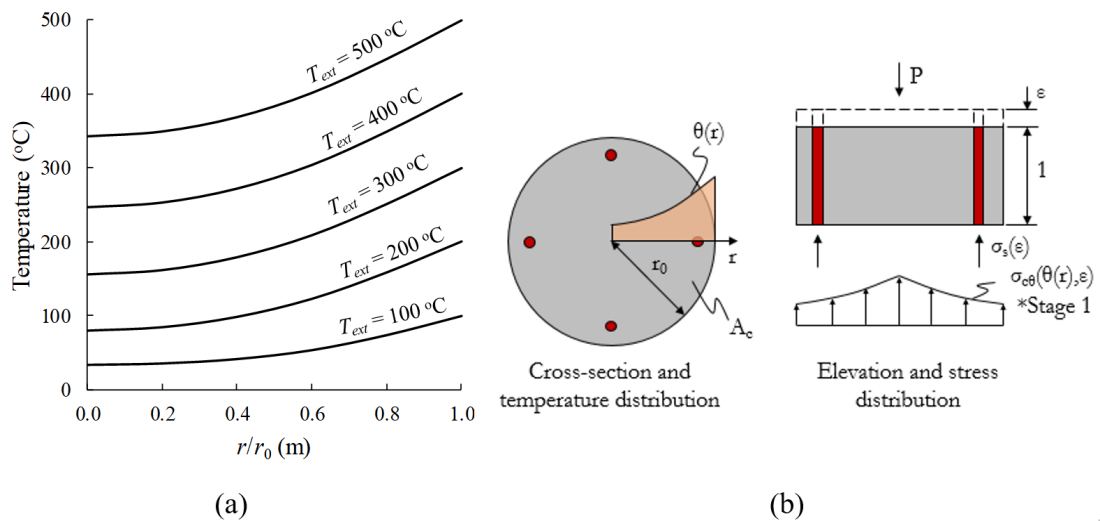 500
400
300
200
100
0
Temperature (°C)
T_ext = 500 °C
T_ext = 400 °C
T_ext = 300 °C
T_ext = 200 °C
T_ext = 100 °C
0.0 0.2 0.4 0.6 0.8 1.0
r/r₀ (m)
(a)
θ(r)
r₀
r
A_c
Cross-section and
temperature distribution
P
ε
1
σ_s(ε)
σ_cθ(θ(r),ε)
*Stage 1
Elevation and stress
distribution
(b)